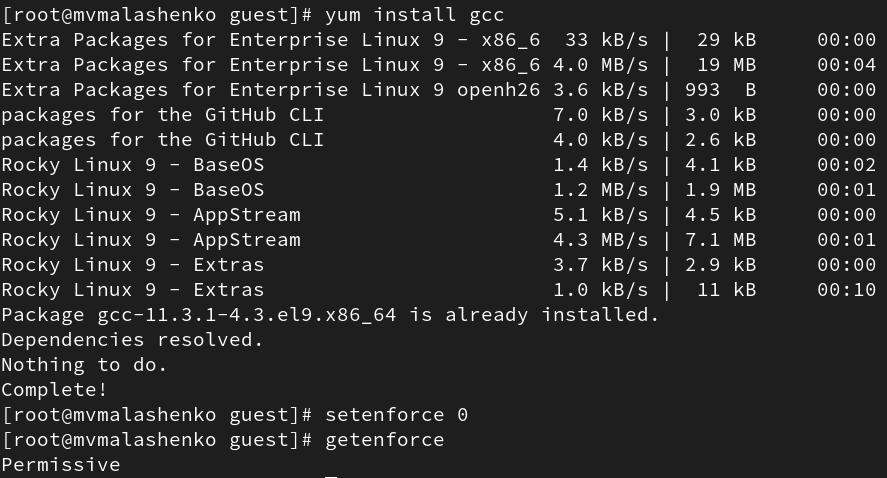 [root@mvmalashenko guest]# yum install gcc
Extra Packages for Enterprise Linux 9 - x86_6  33 kB/s |  29 kB     00:00
Extra Packages for Enterprise Linux 9 - x86_6 4.0 MB/s |  19 MB     00:04
Extra Packages for Enterprise Linux 9 openh26 3.6 kB/s | 993  B     00:00
packages for the GitHub CLI                   7.0 kB/s | 3.0 kB     00:00
packages for the GitHub CLI                   4.0 kB/s | 2.6 kB     00:00
Rocky Linux 9 - BaseOS                        1.4 kB/s | 4.1 kB     00:02
Rocky Linux 9 - BaseOS                        1.2 MB/s | 1.9 MB     00:01
Rocky Linux 9 - AppStream                     5.1 kB/s | 4.5 kB     00:00
Rocky Linux 9 - AppStream                     4.3 MB/s | 7.1 MB     00:01
Rocky Linux 9 - Extras                        3.7 kB/s | 2.9 kB     00:00
Rocky Linux 9 - Extras                        1.0 kB/s |  11 kB     00:10
Package gcc-11.3.1-4.3.el9.x86_64 is already installed.
Dependencies resolved.
Nothing to do.
Complete!
[root@mvmalashenko guest]# setenforce 0
[root@mvmalashenko guest]# getenforce
Permissive